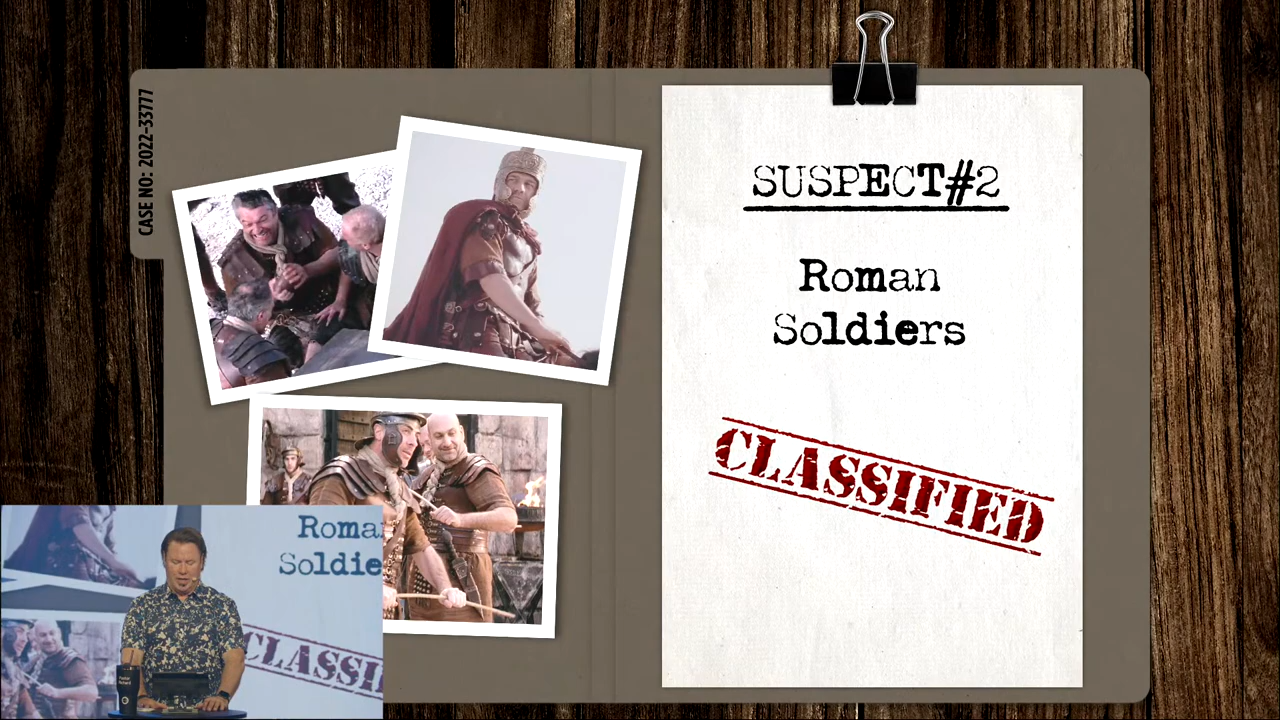 CASE NO: 2022-33777
SUSPECT#2
Roman
Soldiers
CLASSIFIED
Roma
Soldie
CLASSI